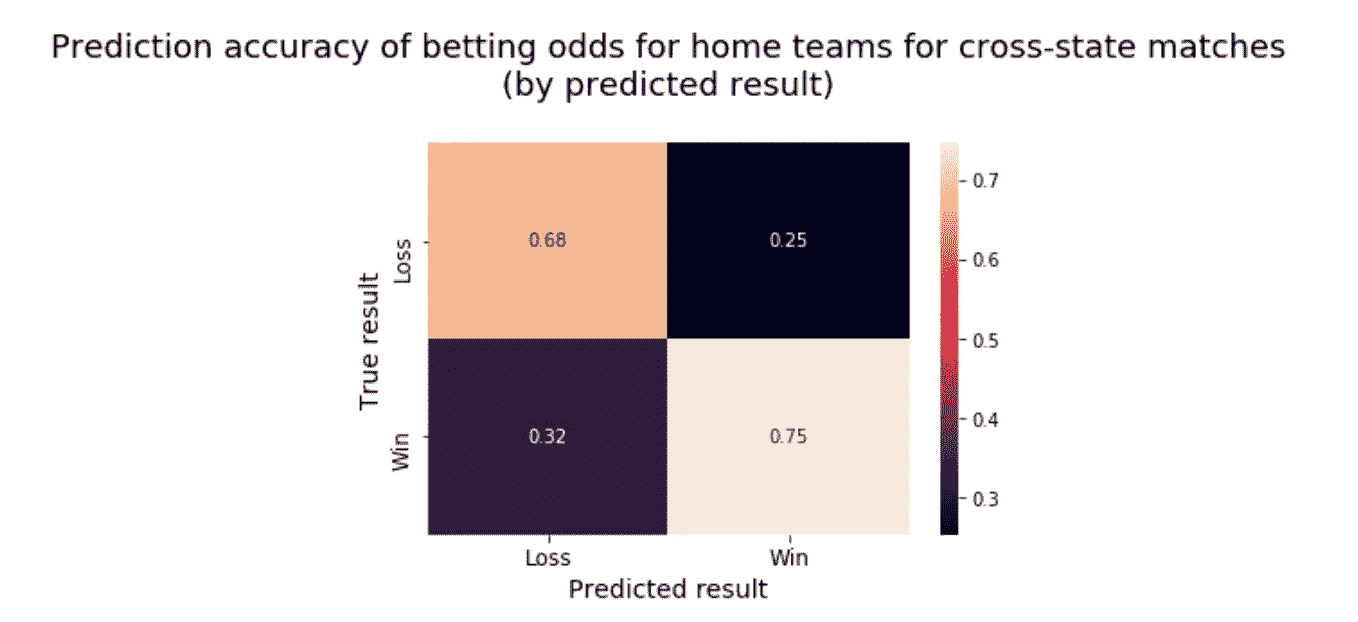 Prediction accuracy of betting odds for home teams for cross-state matches
(by predicted result)
0.68
0.25
0.32
0.75
Loss
Win
True result
Loss
Win
Predicted result
0.7
0.6
0.5
0.4
0.3